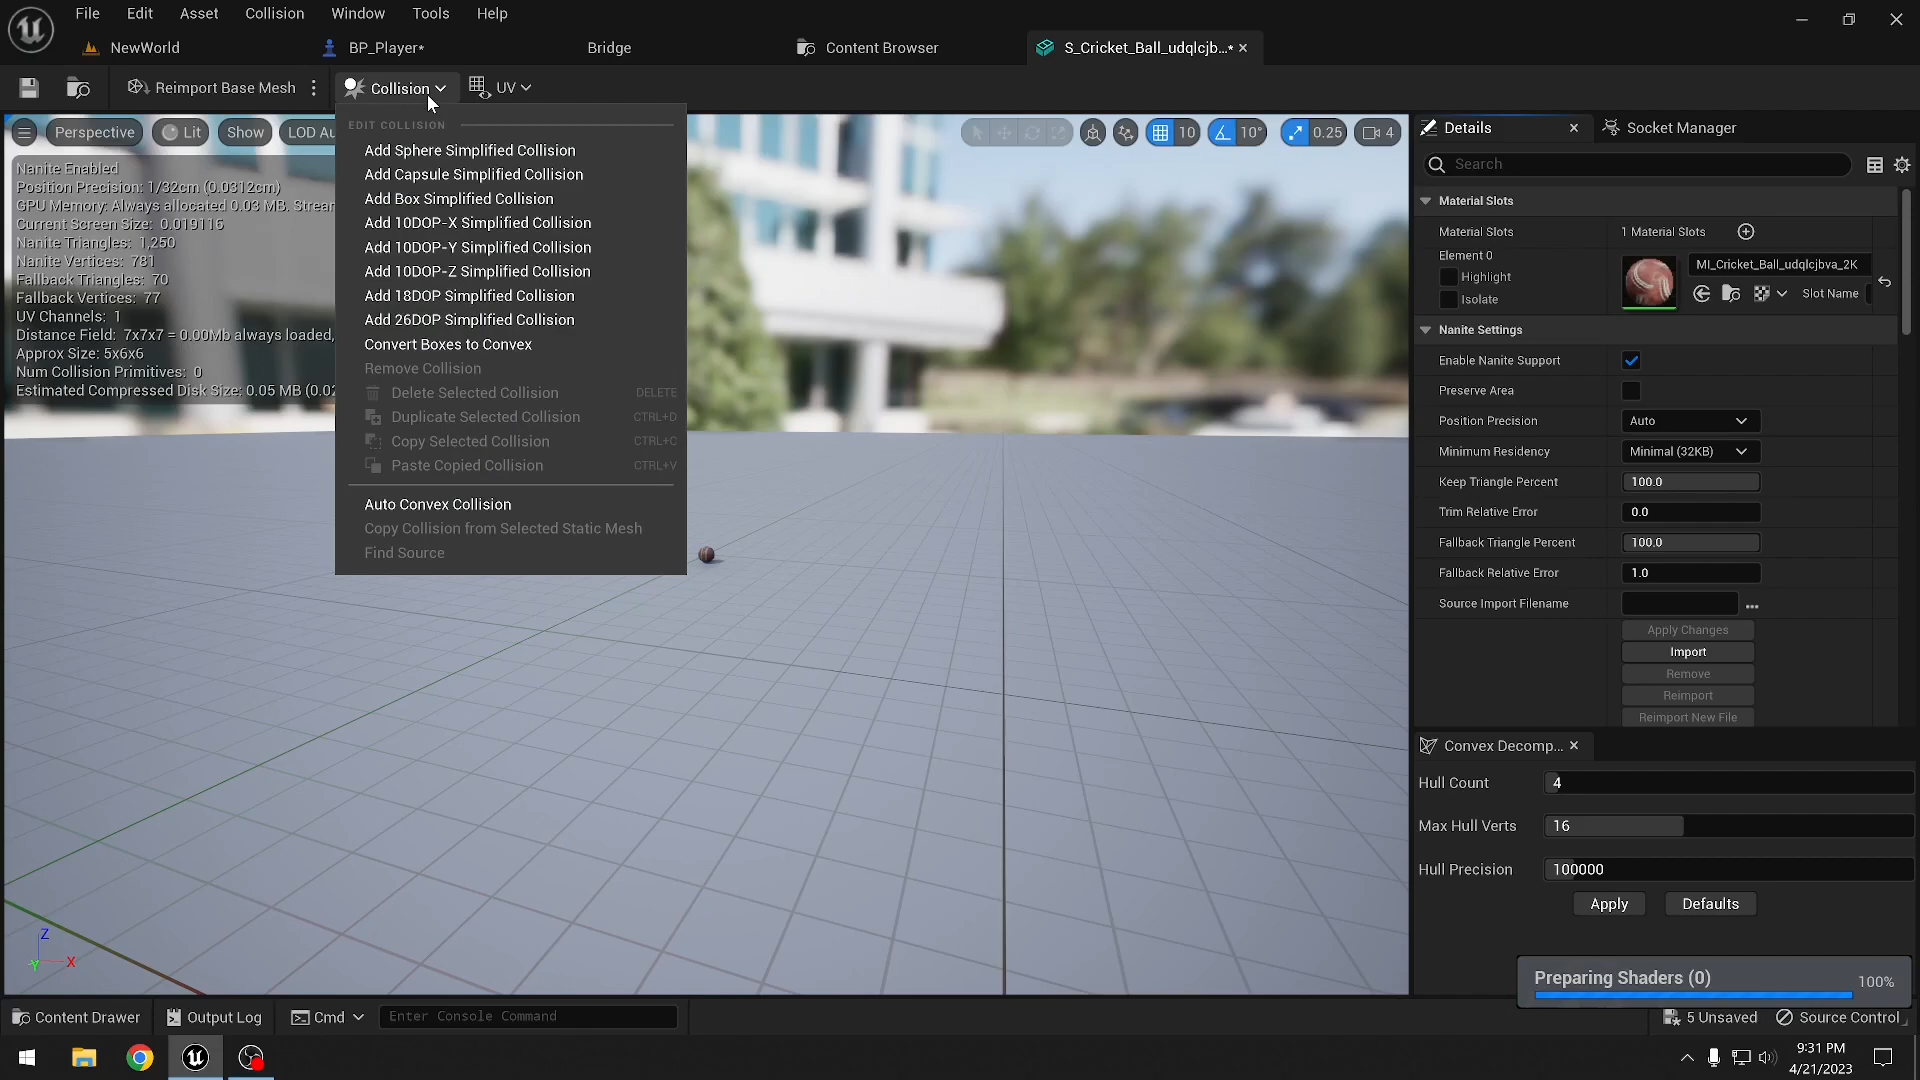 File Edit Asset Collision Window Tools Help
NewWorld BP_Player* Bridge Content Browser S_Cricket_Ball_udqlcjb...*
Reimport Base Mesh Collision UV
Perspective Lit Show LOD Au 10 10° 0.25 4
Nanite Enabled
Position Precision: 1/32cm (0.0312cm)
GPU Memory: Always allocated 0.03 MB. Strear
Current Screen Size: 0.019116
Nanite Triangles: 1,250
Nanite Vertices: 781
Fallback Triangles: 70
Fallback Vertices: 77
UV Channels: 1
Distance Field: 7x7x7 = 0.00Mb always loaded,
Approx Size: 5x6x6
Num Collision Primitives: 0
Estimated Compressed Disk Size: 0.05 MB (0.02
EDIT COLLISION
Add Sphere Simplified Collision
Add Capsule Simplified Collision
Add Box Simplified Collision
Add 10DOP-X Simplified Collision
Add 10DOP-Y Simplified Collision
Add 10DOP-Z Simplified Collision
Add 18DOP Simplified Collision
Add 26DOP Simplified Collision
Convert Boxes to Convex
Remove Collision
Delete Selected Collision DELETE
Duplicate Selected Collision CTRL+D
Copy Selected Collision CTRL+C
Paste Copied Collision CTRL+V
Auto Convex Collision
Copy Collision from Selected Static Mesh
Find Source
Z
Y X
Details Socket Manager
Search
Material Slots
Material Slots 1 Material Slots
Element 0 MI_Cricket_Ball_udqlcjbva_2K
Highlight
Isolate Slot Name
Nanite Settings
Enable Nanite Support
Preserve Area
Position Precision Auto
Minimum Residency Minimal (32KB)
Keep Triangle Percent 100.0
Trim Relative Error 0.0
Fallback Triangle Percent 100.0
Fallback Relative Error 1.0
Source Import Filename ...
Apply Changes
Import
Remove
Reimport
Reimport New File
Convex Decomp...
Hull Count 4
Max Hull Verts 16
Hull Precision 100000
Apply Defaults
Preparing Shaders (0) 100%
Content Drawer Output Log Cmd Enter Console Command 5 Unsaved Source Control
9:31 PM
4/21/2023